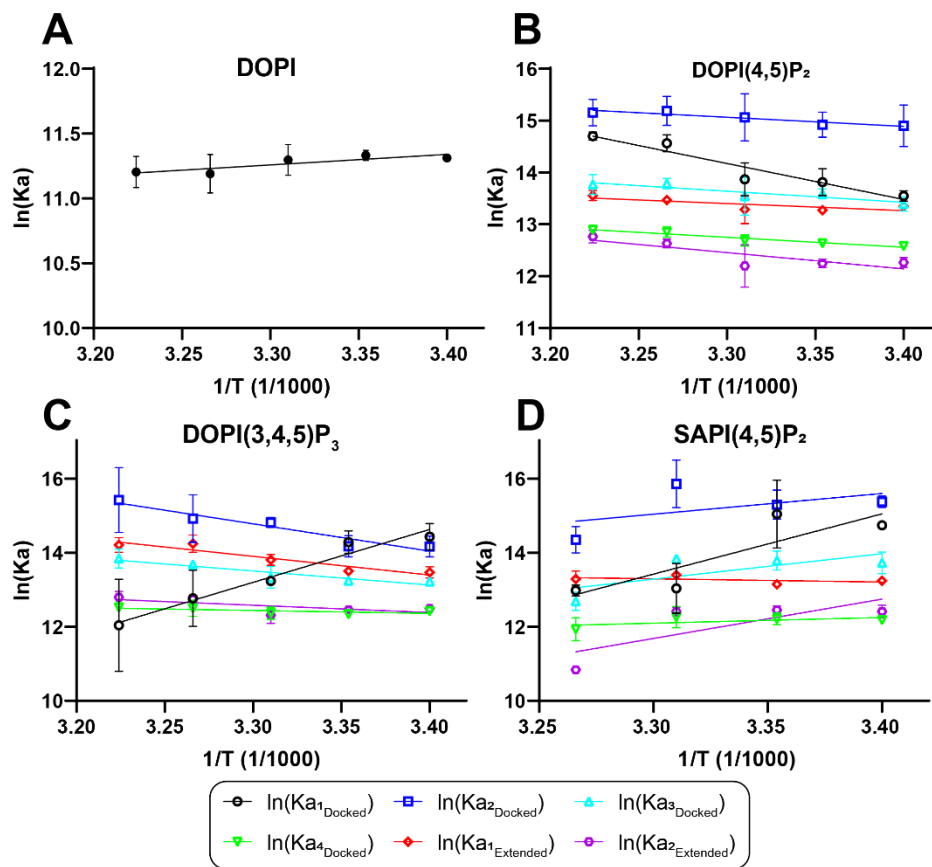 A
DOPI
12.0
11.5
11.0
10.5
10.0
ln(Ka)
3.20 3.25 3.30 3.35 3.40
1/T (1/1000)
B
DOPI(4,5)P₂
16
15
14
13
12
11
ln(Ka)
3.20 3.25 3.30 3.35 3.40
1/T (1/1000)
C
DOPI(3,4,5)P₃
16
14
12
10
ln(Ka)
3.20 3.25 3.30 3.35 3.40
1/T (1/1000)
D
SAPI(4,5)P₂
16
14
12
10
ln(Ka)
3.25 3.30 3.35 3.40
1/T (1/1000)
ln(Ka₁Docked) ln(Ka₂Docked) ln(Ka₃Docked)
ln(Ka₄Docked) ln(Ka₁Extended) ln(Ka₂Extended)